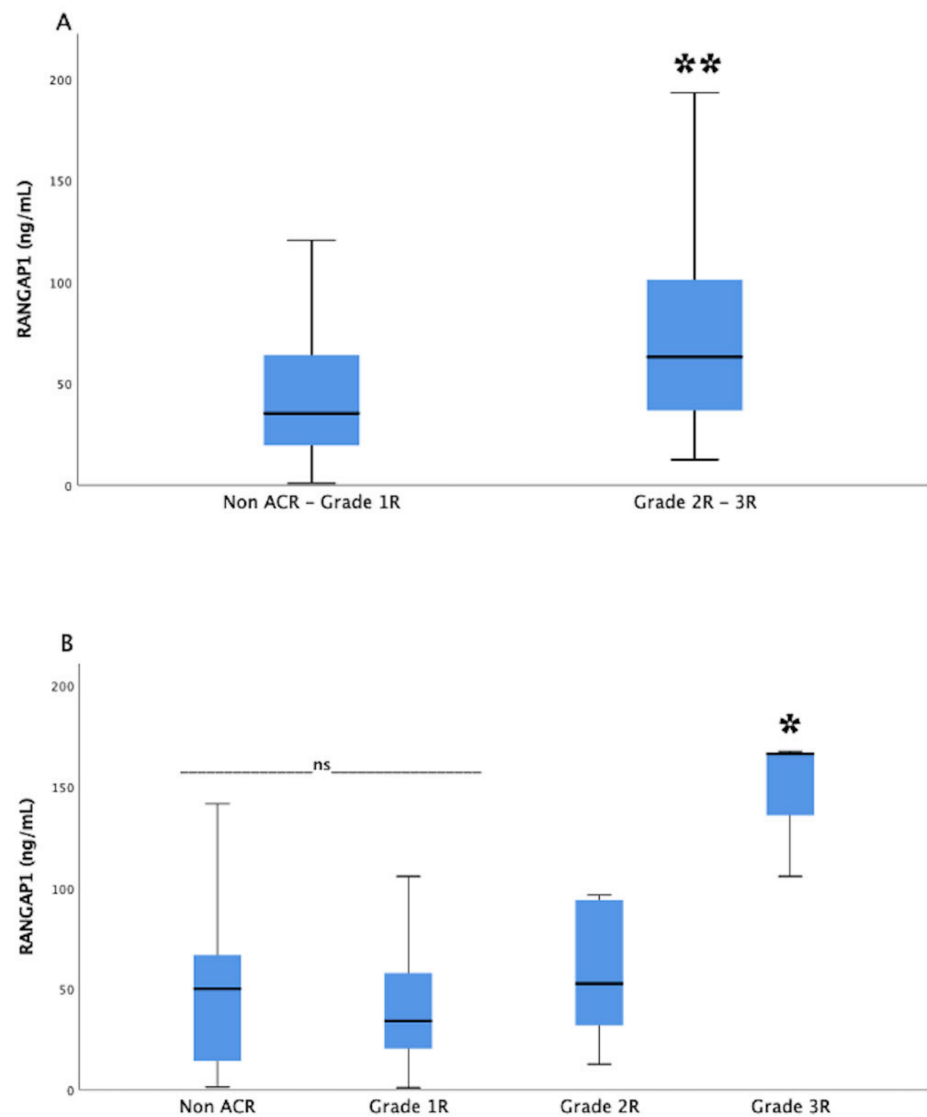 A
**
200
150
100
50
0
RANGAP1 (ng/mL)
Non ACR – Grade 1R
Grade 2R – 3R
B
*
ns
200
150
100
50
0
RANGAP1 (ng/mL)
Non ACR
Grade 1R
Grade 2R
Grade 3R